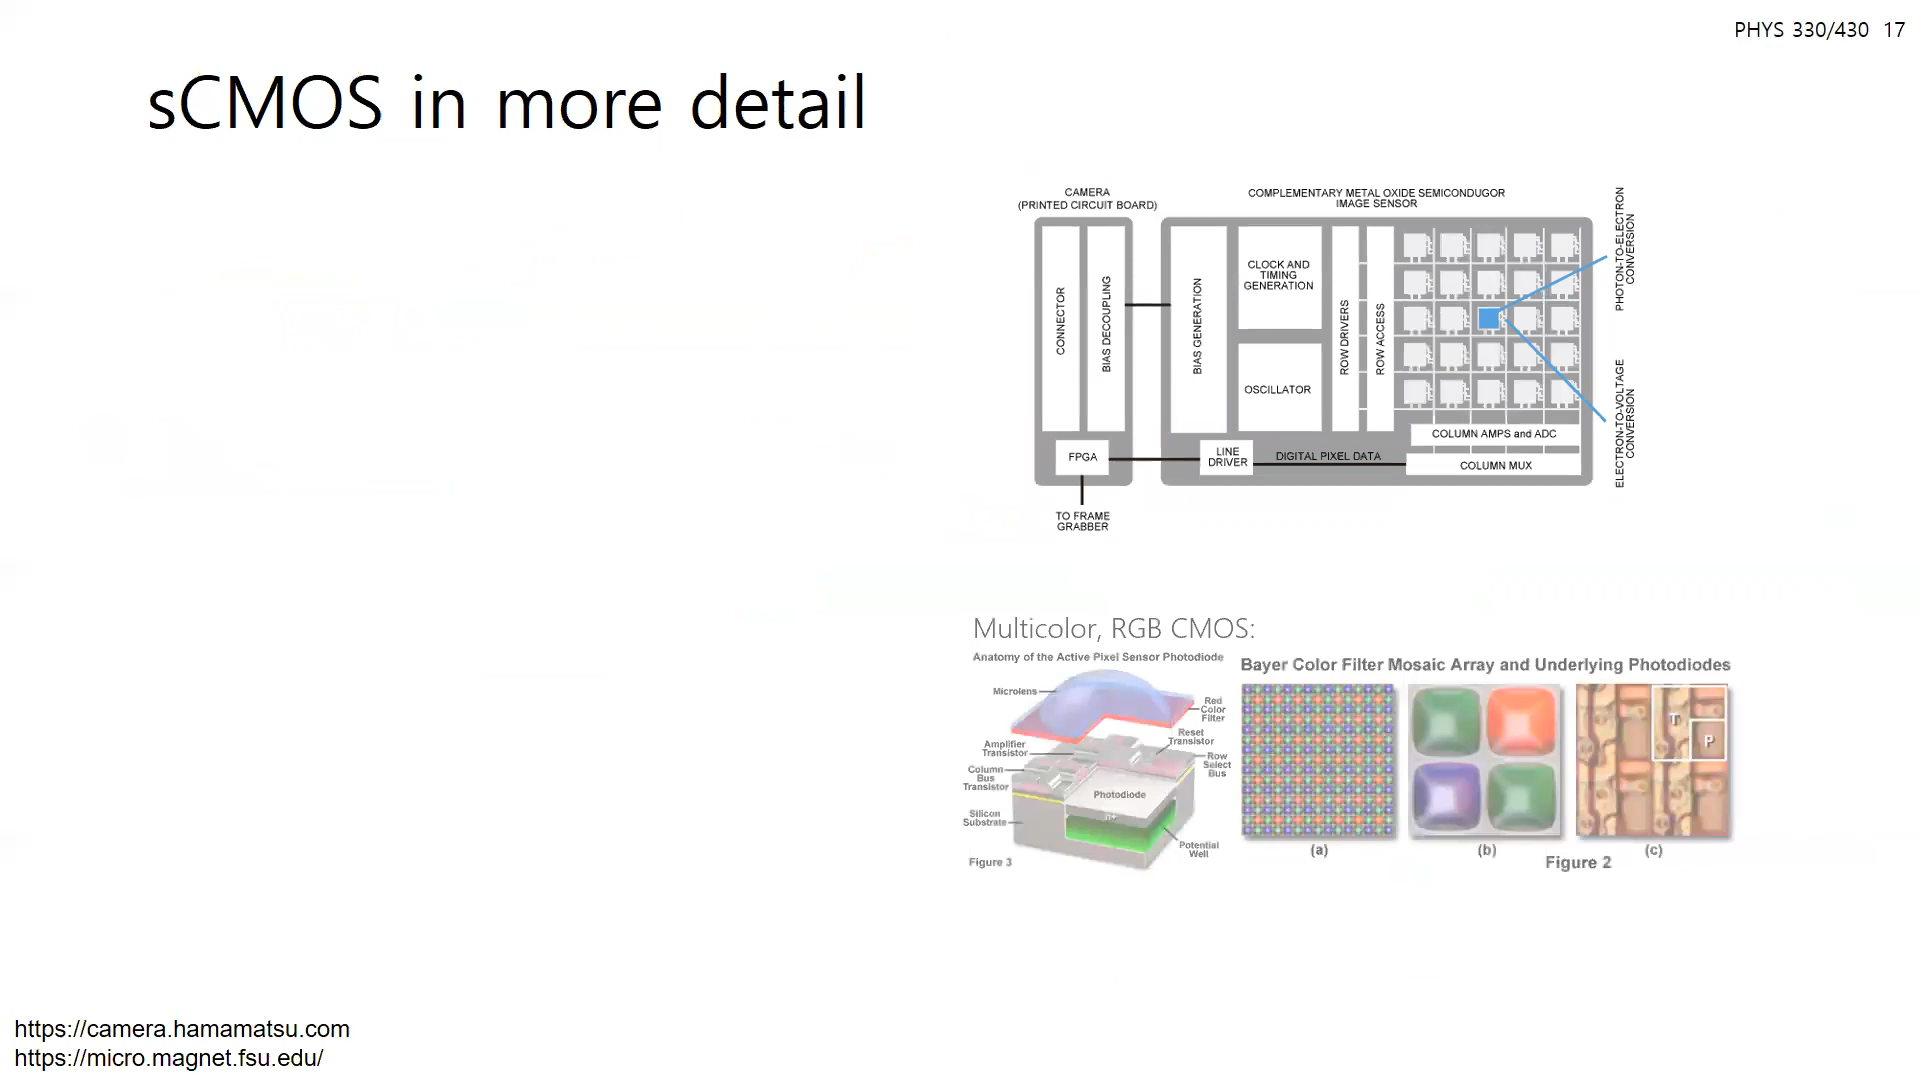 PHYS 330/430 17
sCMOS in more detail
CAMERA
(PRINTED CIRCUIT BOARD)
COMPLEMENTARY METAL OXIDE SEMICONDUGOR
IMAGE SENSOR
CONNECTOR
BIAS DECOUPLING
BIAS GENERATION
CLOCK AND
TIMING
GENERATION
OSCILLATOR
ROW DRIVERS
ROW ACCESS
PHOTON-TO-ELECTRON
CONVERSION
ELECTRON-TO-VOLTAGE
CONVERSION
COLUMN AMPS and ADC
COLUMN MUX
FPGA
LINE
DRIVER
DIGITAL PIXEL DATA
TO FRAME
GRABBER
Multicolor, RGB CMOS:
Anatomy of the Active Pixel Sensor Photodiode
Microlens
Red
Color
Filter
Reset
Transistor
Amplifier
Transistor
Row
Select
Bus
Column
Bus
Transistor
Photodiode
n+
Silicon
Substrate
Potential
Well
Figure 3
Bayer Color Filter Mosaic Array and Underlying Photodiodes
T
P
(a)
(b)
(c)
Figure 2
https://camera.hamamatsu.com
https://micro.magnet.fsu.edu/